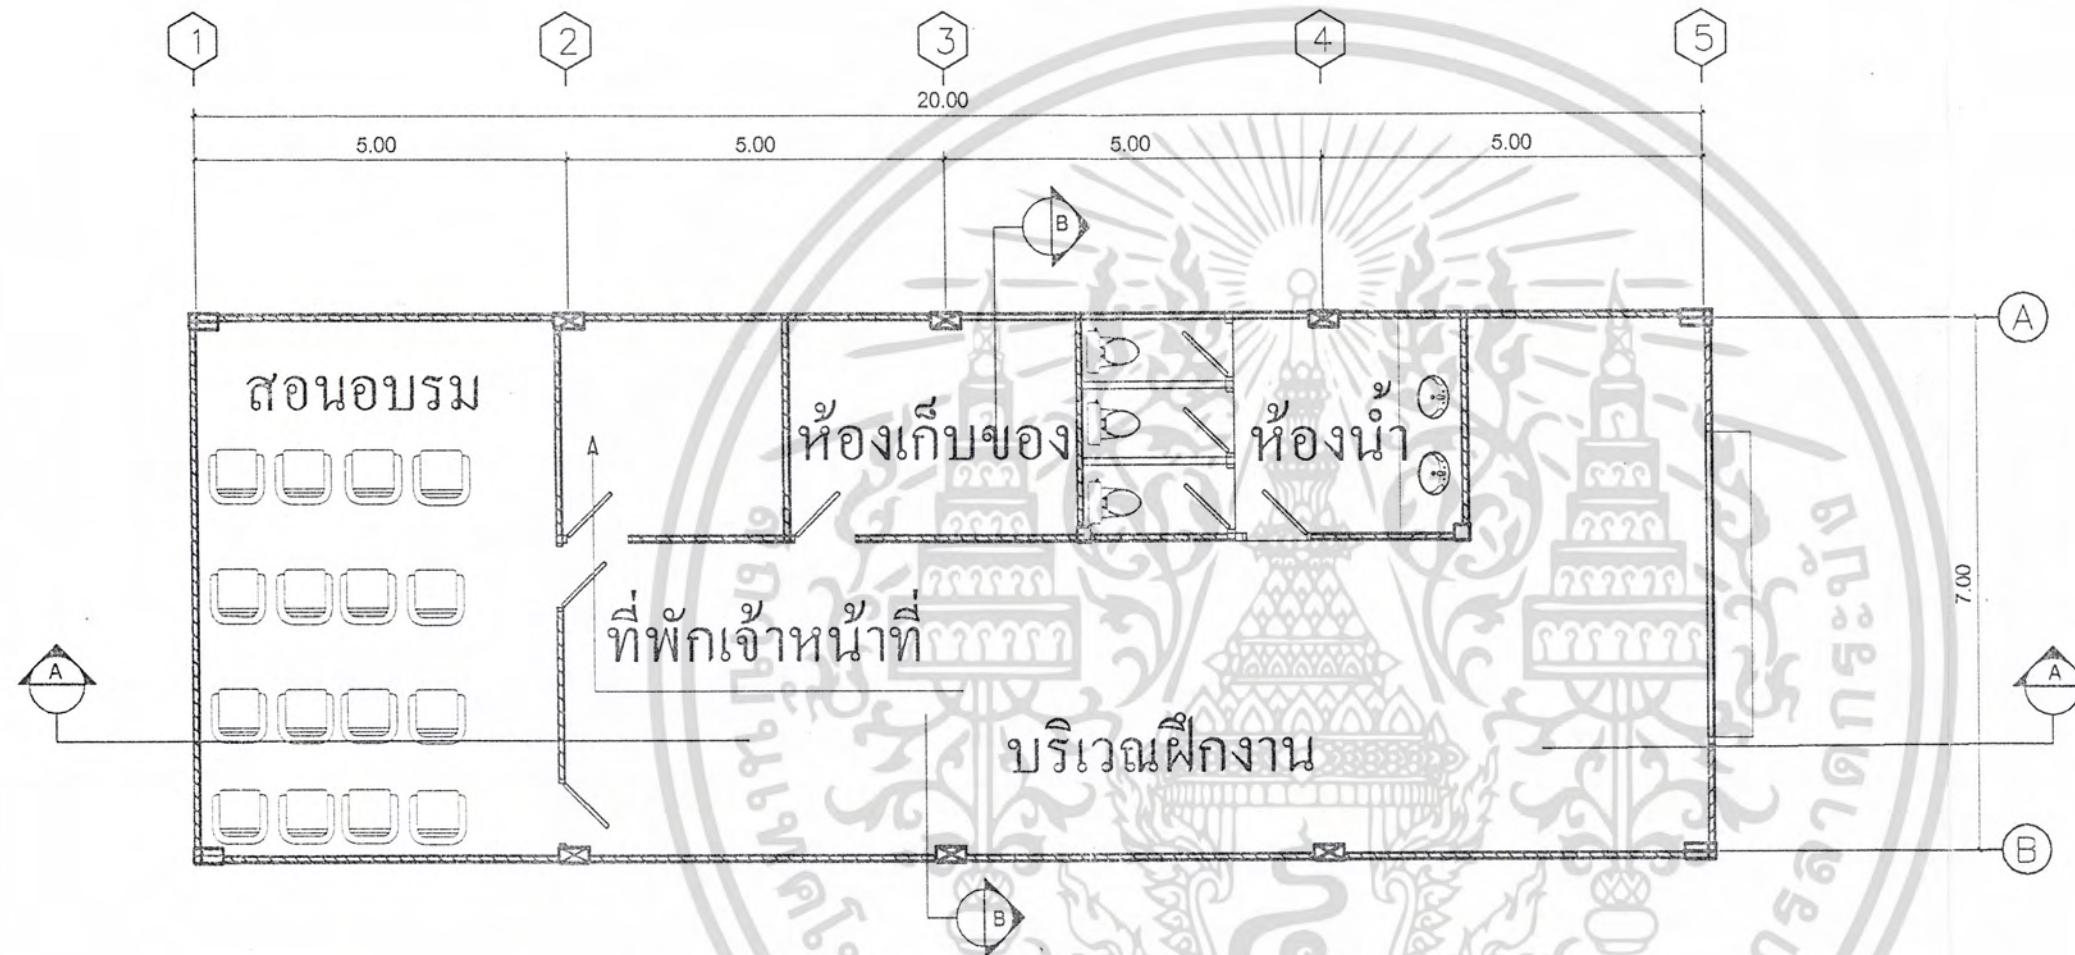 1 2 3 4 5
20.00
5.00 5.00 5.00 5.00
B
A
สอนอบรม
ห้องเก็บของ ห้องน้ำ
A
ที่พักเจ้าหน้าที่
7.00
A A
บริเวณฝึกงาน
B
B